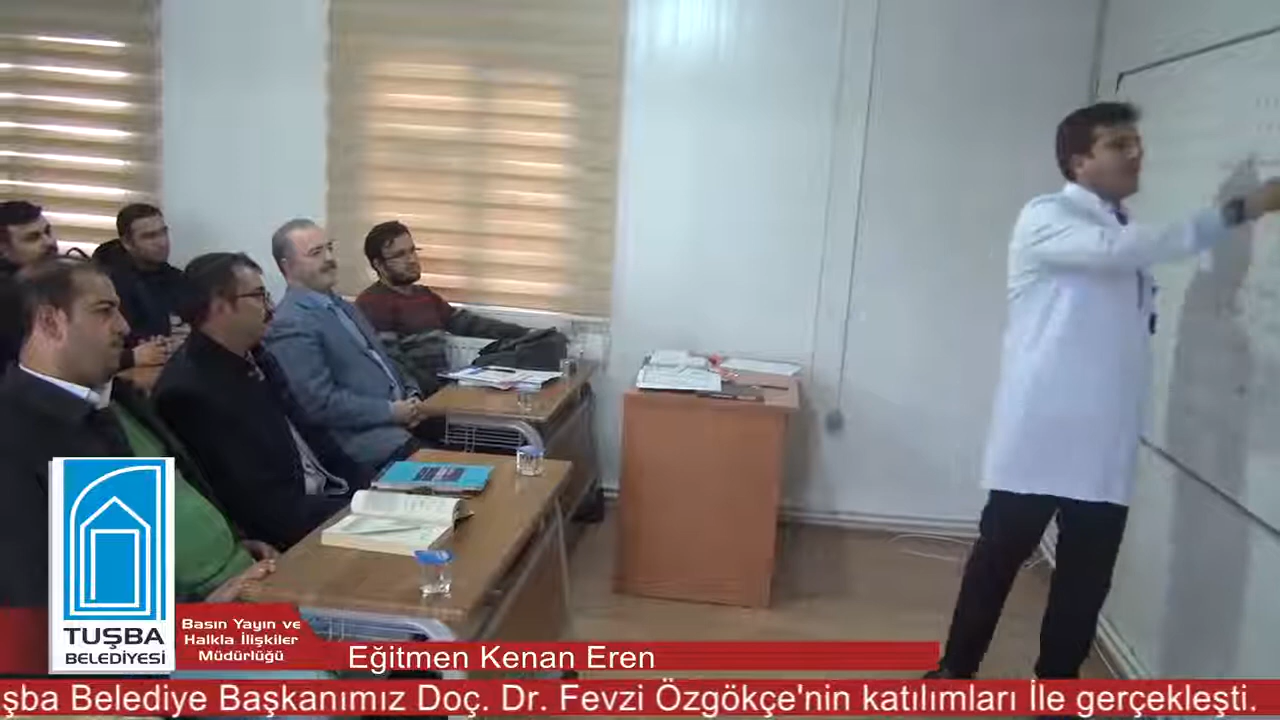 TUŞBA
BELEDİYESİ
Basın Yayın ve
Halkla İlişkiler
Müdürlüğü
Eğitmen Kenan Eren
şba Belediye Başkanımız Doç. Dr. Fevzi Özgökçe'nin katılımları İle gerçekleşti.